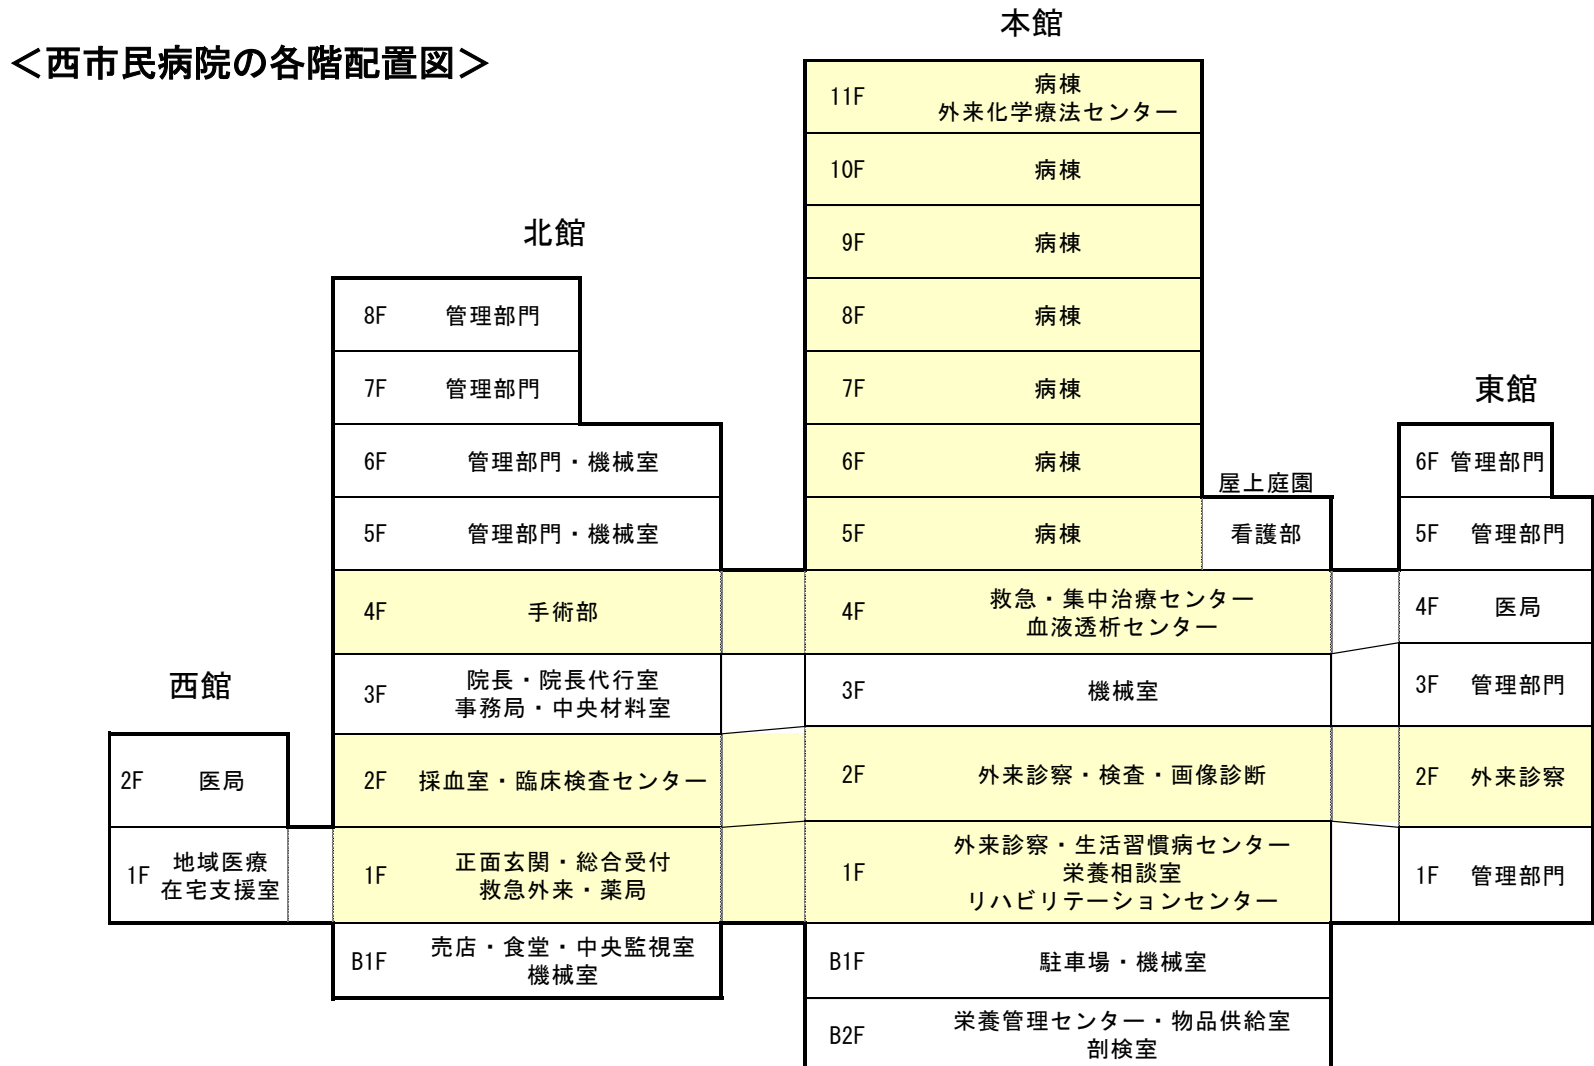 ＜西市民病院の各階配置図＞
本館
11F 病棟
外来化学療法センター
10F 病棟
9F 病棟
8F 病棟
7F 病棟
6F 病棟
屋上庭園
5F 病棟 看護部
4F 救急・集中治療センター
血液透析センター
3F 機械室
2F 外来診察・検査・画像診断
1F 外来診察・生活習慣病センター
栄養相談室
リハビリテーションセンター
B1F 駐車場・機械室
B2F 栄養管理センター・物品供給室
剖検室
北館
8F 管理部門
7F 管理部門
6F 管理部門・機械室
5F 管理部門・機械室
4F 手術部
3F 院長・院長代行室
事務局・中央材料室
2F 採血室・臨床検査センター
1F 正面玄関・総合受付
救急外来・薬局
B1F 売店・食堂・中央監視室
機械室
西館
2F 医局
1F 地域医療
在宅支援室
東館
6F 管理部門
5F 管理部門
4F 医局
3F 管理部門
2F 外来診察
1F 管理部門